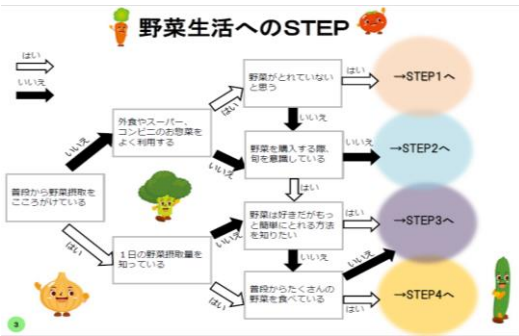 野菜生活へのSTEP
はい
いいえ
野菜がとれていない
と思う
はい
→STEP1へ
はい
いいえ
外食やスーパー、
コンビニのお惣菜を
よく利用する
いいえ
野菜を購入する際、
旬を意識している
いいえ
→STEP2へ
いいえ
はい
普段から野菜摂取を
こころがけている
野菜は好きだがもっ
と簡単にとれる方法
を知りたい
はい
→STEP3へ
はい
1日の野菜摂取量を
知っている
いいえ
いいえ
いいえ
はい
普段からたくさんの
野菜を食べている
はい
→STEP4へ
3